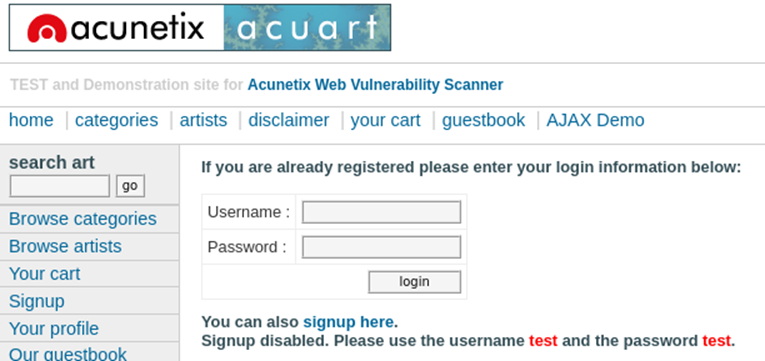 acunetix acuart
TEST and Demonstration site for Acunetix Web Vulnerability Scanner
home | categories | artists | disclaimer | your cart | guestbook | AJAX Demo
search art
go
Browse categories
Browse artists
Your cart
Signup
Your profile
Our guestbook
If you are already registered please enter your login information below:
Username :
Password :
login
You can also signup here.
Signup disabled. Please use the username test and the password test.